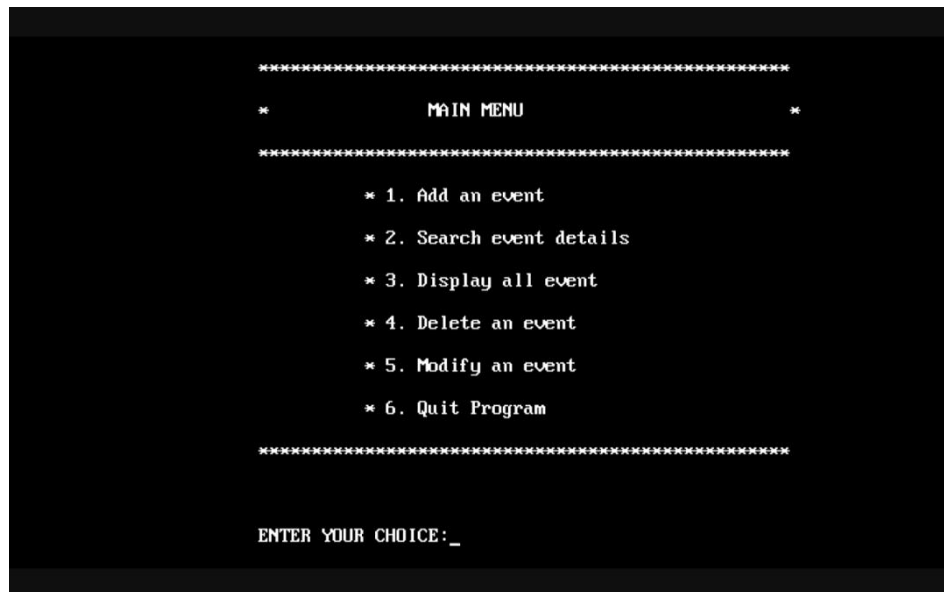 **************************************************
* MAIN MENU *
**************************************************
* 1. Add an event
* 2. Search event details
* 3. Display all event
* 4. Delete an event
* 5. Modify an event
* 6. Quit Program
**************************************************
ENTER YOUR CHOICE:_